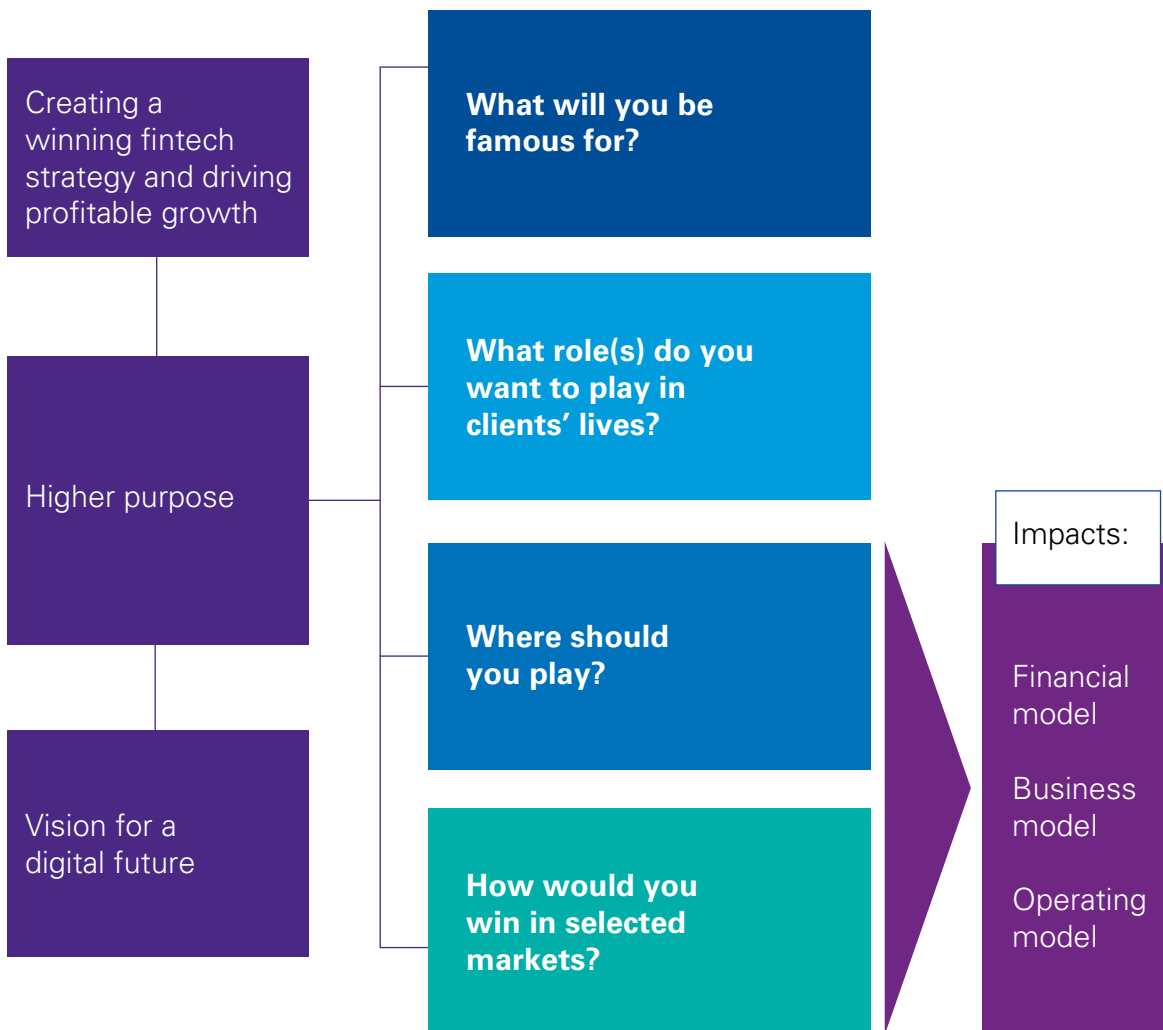 Creating a
winning fintech
strategy and driving
profitable growth
Higher purpose
Vision for a
digital future
What will you be
famous for?
What role(s) do you
want to play in
clients’ lives?
Where should
you play?
How would you
win in selected
markets?
Impacts:
Financial
model
Business
model
Operating
model